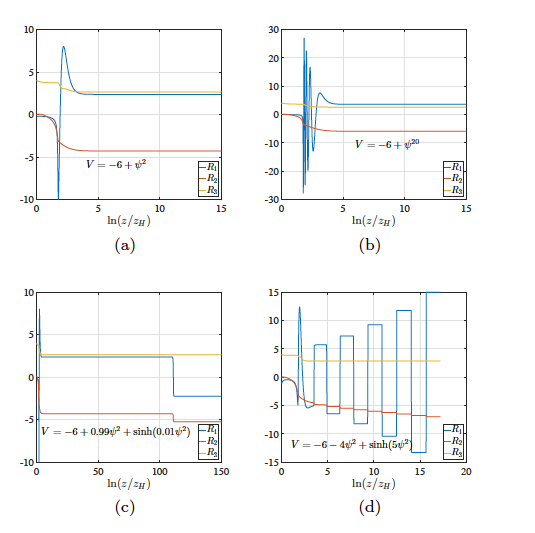 10
5
0
-5
-10
V = −6 + ψ²
R₁
R₂
R₃
0 5 10 15
ln(z/z_H)
(a)
30
20
10
0
-10
-20
-30
V = −6 + ψ²⁰
R₁
R₂
R₃
0 5 10 15
ln(z/z_H)
(b)
10
5
0
-5
-10
V = −6 + 0.99ψ² + sinh(0.01ψ²)
R₁
R₂
R₃
0 50 100 150
ln(z/z_H)
(c)
15
10
5
0
-5
-10
-15
V = −6 − 4ψ² + sinh(5ψ²)
R₁
R₂
R₃
0 5 10 15 20
ln(z/z_H)
(d)